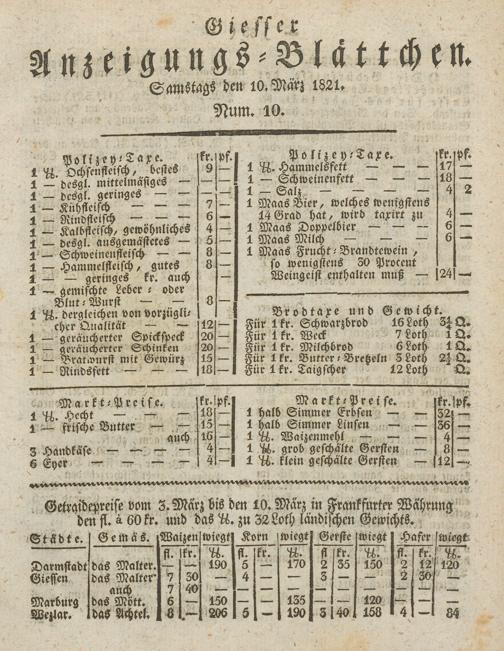 Giesser
Anzeigungs-Blättchen.
Samstags den 10. März 1821.
Num. 10.
Polizey-Taxe. kr. pf.
1 ℔. Ochsenfleisch, bestes 9 —
1 — desgl. mittelmäßiges — —
1 — desgl. geringes — — —
1 — Kühfleisch — — 7 —
1 — Rindfleisch — — 6 —
1 — Kalbfleisch, gewöhnliches 4 —
1 — desgl. ausgemästetes — 5 —
1 — Schweinenfleisch — — 8 —
1 — Hammelfleisch, gutes 8 —
1 — — geringes kr. auch
1 — gemischte Leber- oder
Blut-Wurst — — 8 —
1 ℔. dergleichen von vorzügli-
cher Qualität — — 12 —
1 — geräucherter Spickspeck 20 —
1 — geräucherter Schinken 20 —
1 — Bratwurst mit Gewürz 15 —
1 — Rindsfett — — — 18 —
Polizey-Taxe. kr. pf.
1 ℔. Hammelsfett — — — 17 —
1 — Schweinenfett — — — 18 —
1 — Salz — — — — 4 2
1 Maas Bier, welches wenigstens
14 Grad hat, wird taxirt zu 4 —
1 Maas Doppelbier — — — 6 —
1 Maas Milch — — — — 6 —
1 Maas Frucht-Brandtewein,
so wenigstens 30 Procent
Weingeist enthalten muß — 24 —
Brodtaxe und Gewicht.
Für 1 kr. Schwarzbrod 16 Loth Q.
Für 1 kr. Weck 7 Loth 1 Q.
Für 1 kr. Milchbrod 6 Loth 1 Q.
Für 1 kr. Butter-Bretzeln 3 Loth Q.
Für 1 kr. Taigscher 12 Loth Q.
Markt-Preise. kr. pf.
1 ℔. Hecht — — — 18 —
1 — frische Butter — — 15 —
auch 16 —
3 Handkäse — — — — 4 —
6 Eyer — — — — 4 —
Markt-Preise. kr. pf.
1 halb Simmer Erbsen — — 32 —
1 halb Simmer Linsen — — 36 —
1 ℔. Waizenmehl — — — 4 —
1 ℔. grob geschälte Gersten — 8 —
1 ℔. klein geschälte Gersten — 12 —
Getraidepreise vom 3. März bis den 10. März in Frankfurter Währung
den fl. à 60 kr. und das ℔. zu 32 Loth ländischen Gewichts.
Städte. Gemäs. Waizen wiegt Korn wiegt Gerste wiegt Hafer wiegt
fl. kr. ℔. fl. kr. ℔. fl. kr. ℔. fl. kr. ℔.
Darmstadt das Malter. — — 190 5 — 170 2 35 150 2 12 120
Giessen das Malter 7 30 — 4 — — 3 — — 2 30 —
auch 7 40
Marburg das Mött. 6 — 150 — — 135 — — 120 — — —
Wezlar. das Achtel. 8 — 206 5 — 190 3 40 158 4 — 84